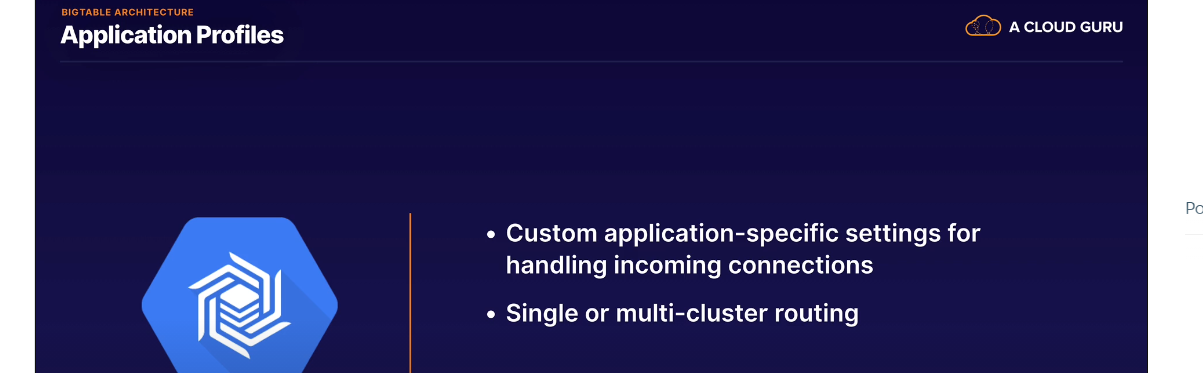 BIGTABLE ARCHITECTURE
Application Profiles
A CLOUD GURU
• Custom application-specific settings for
handling incoming connections
• Single or multi-cluster routing